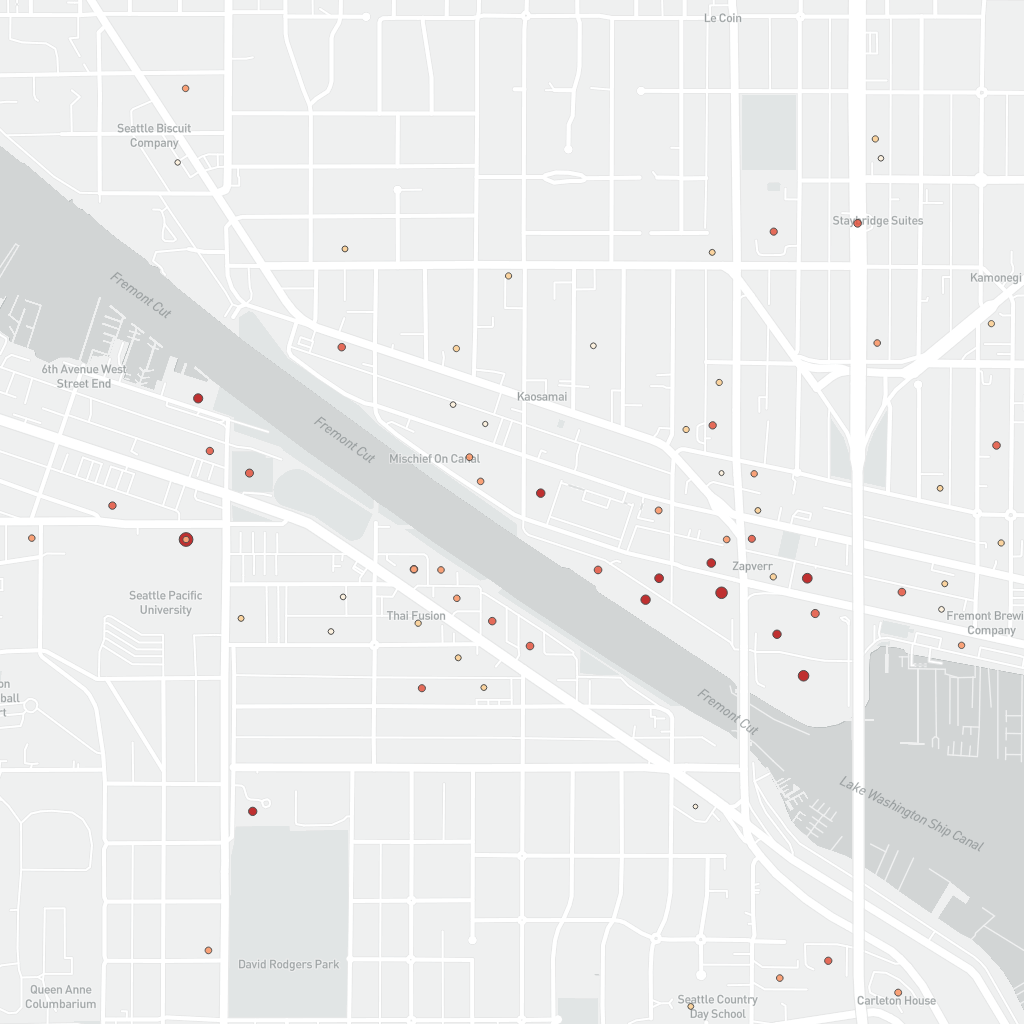 Le Coin
Seattle Biscuit
Company
Staybridge Suites
Kamonegi
Fremont Cut
6th Avenue West
Street End
Kaosamai
Fremont Cut
Mischief On Canal
Zapverr
Seattle Pacific
University
Thai Fusion
Fremont Brewi
Company
on
ball
rt
Fremont Cut
Lake Washington Ship Canal
David Rodgers Park
Queen Anne
Columbarium
Seattle Country
Day School
Carleton House